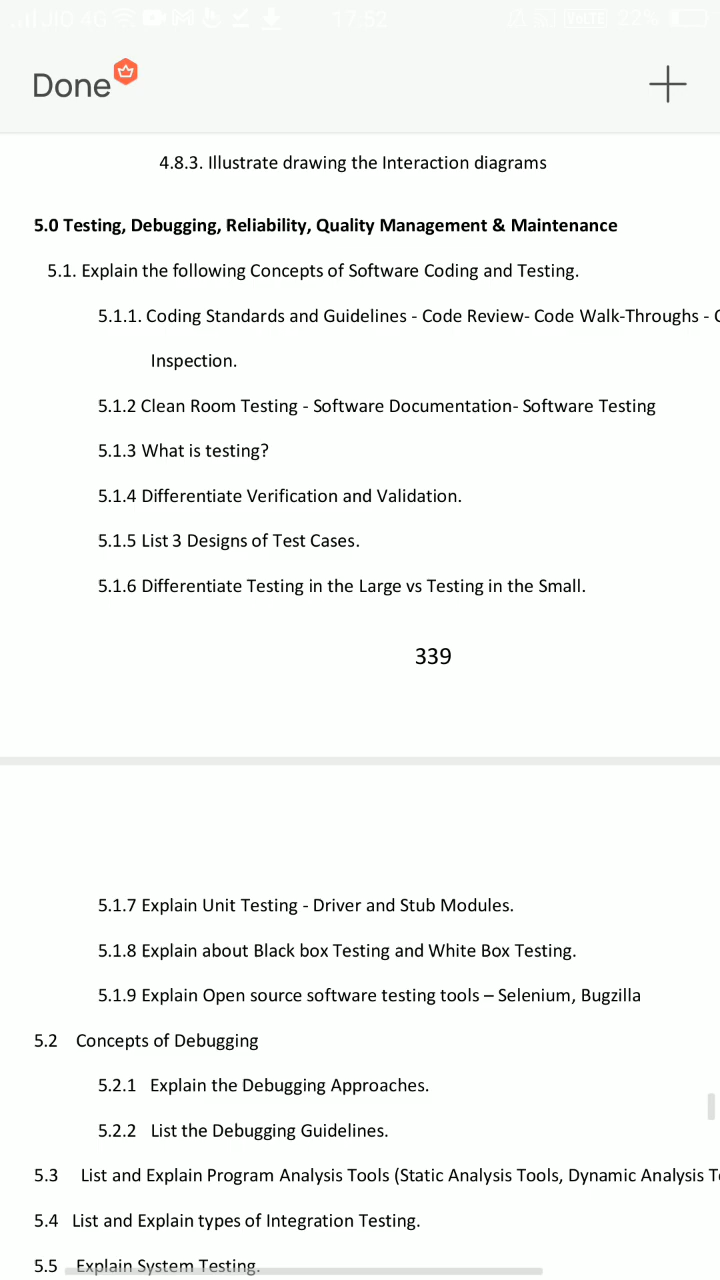 JIO 4G 17:52 VoLTE 22%
Done
4.8.3. Illustrate drawing the Interaction diagrams
5.0 Testing, Debugging, Reliability, Quality Management & Maintenance
5.1. Explain the following Concepts of Software Coding and Testing.
5.1.1. Coding Standards and Guidelines - Code Review- Code Walk-Throughs -
Inspection.
5.1.2 Clean Room Testing - Software Documentation- Software Testing
5.1.3 What is testing?
5.1.4 Differentiate Verification and Validation.
5.1.5 List 3 Designs of Test Cases.
5.1.6 Differentiate Testing in the Large vs Testing in the Small.
339
5.1.7 Explain Unit Testing - Driver and Stub Modules.
5.1.8 Explain about Black box Testing and White Box Testing.
5.1.9 Explain Open source software testing tools – Selenium, Bugzilla
5.2 Concepts of Debugging
5.2.1 Explain the Debugging Approaches.
5.2.2 List the Debugging Guidelines.
5.3 List and Explain Program Analysis Tools (Static Analysis Tools, Dynamic Analysis
5.4 List and Explain types of Integration Testing.
5.5 Explain System Testing.